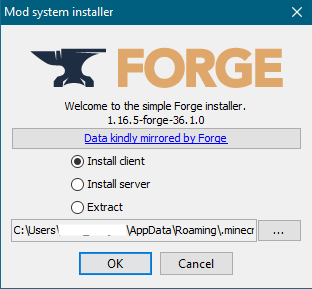 Mod system installer
FORGE
Welcome to the simple Forge installer.
1.16.5-forge-36.1.0
Data kindly mirrored by Forge
Install client
Install server
Extract
C:\Users\ \AppData\Roaming\.minecr
...
OK
Cancel